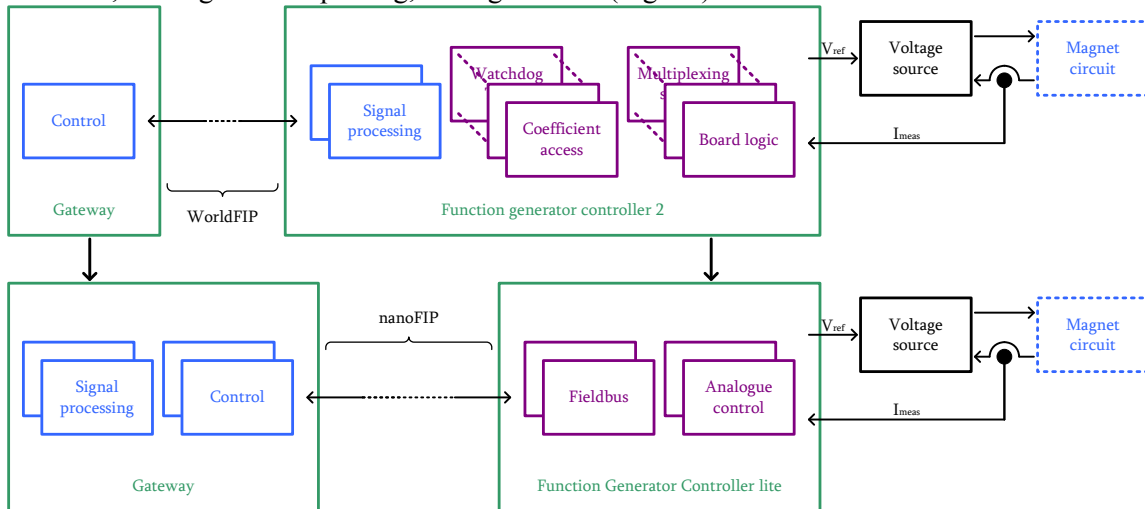 Control
Gateway
WorldFIP
Signal
processing
Watchdog
Coefficient
access
Multiplexing
Board logic
Function generator controller 2
Vref
Voltage
source
Magnet
circuit
Imeas
nanoFIP
Signal
processing
Control
Gateway
Fieldbus
Analogue
control
Function Generator Controller lite
Vref
Voltage
source
Magnet
circuit
Imeas